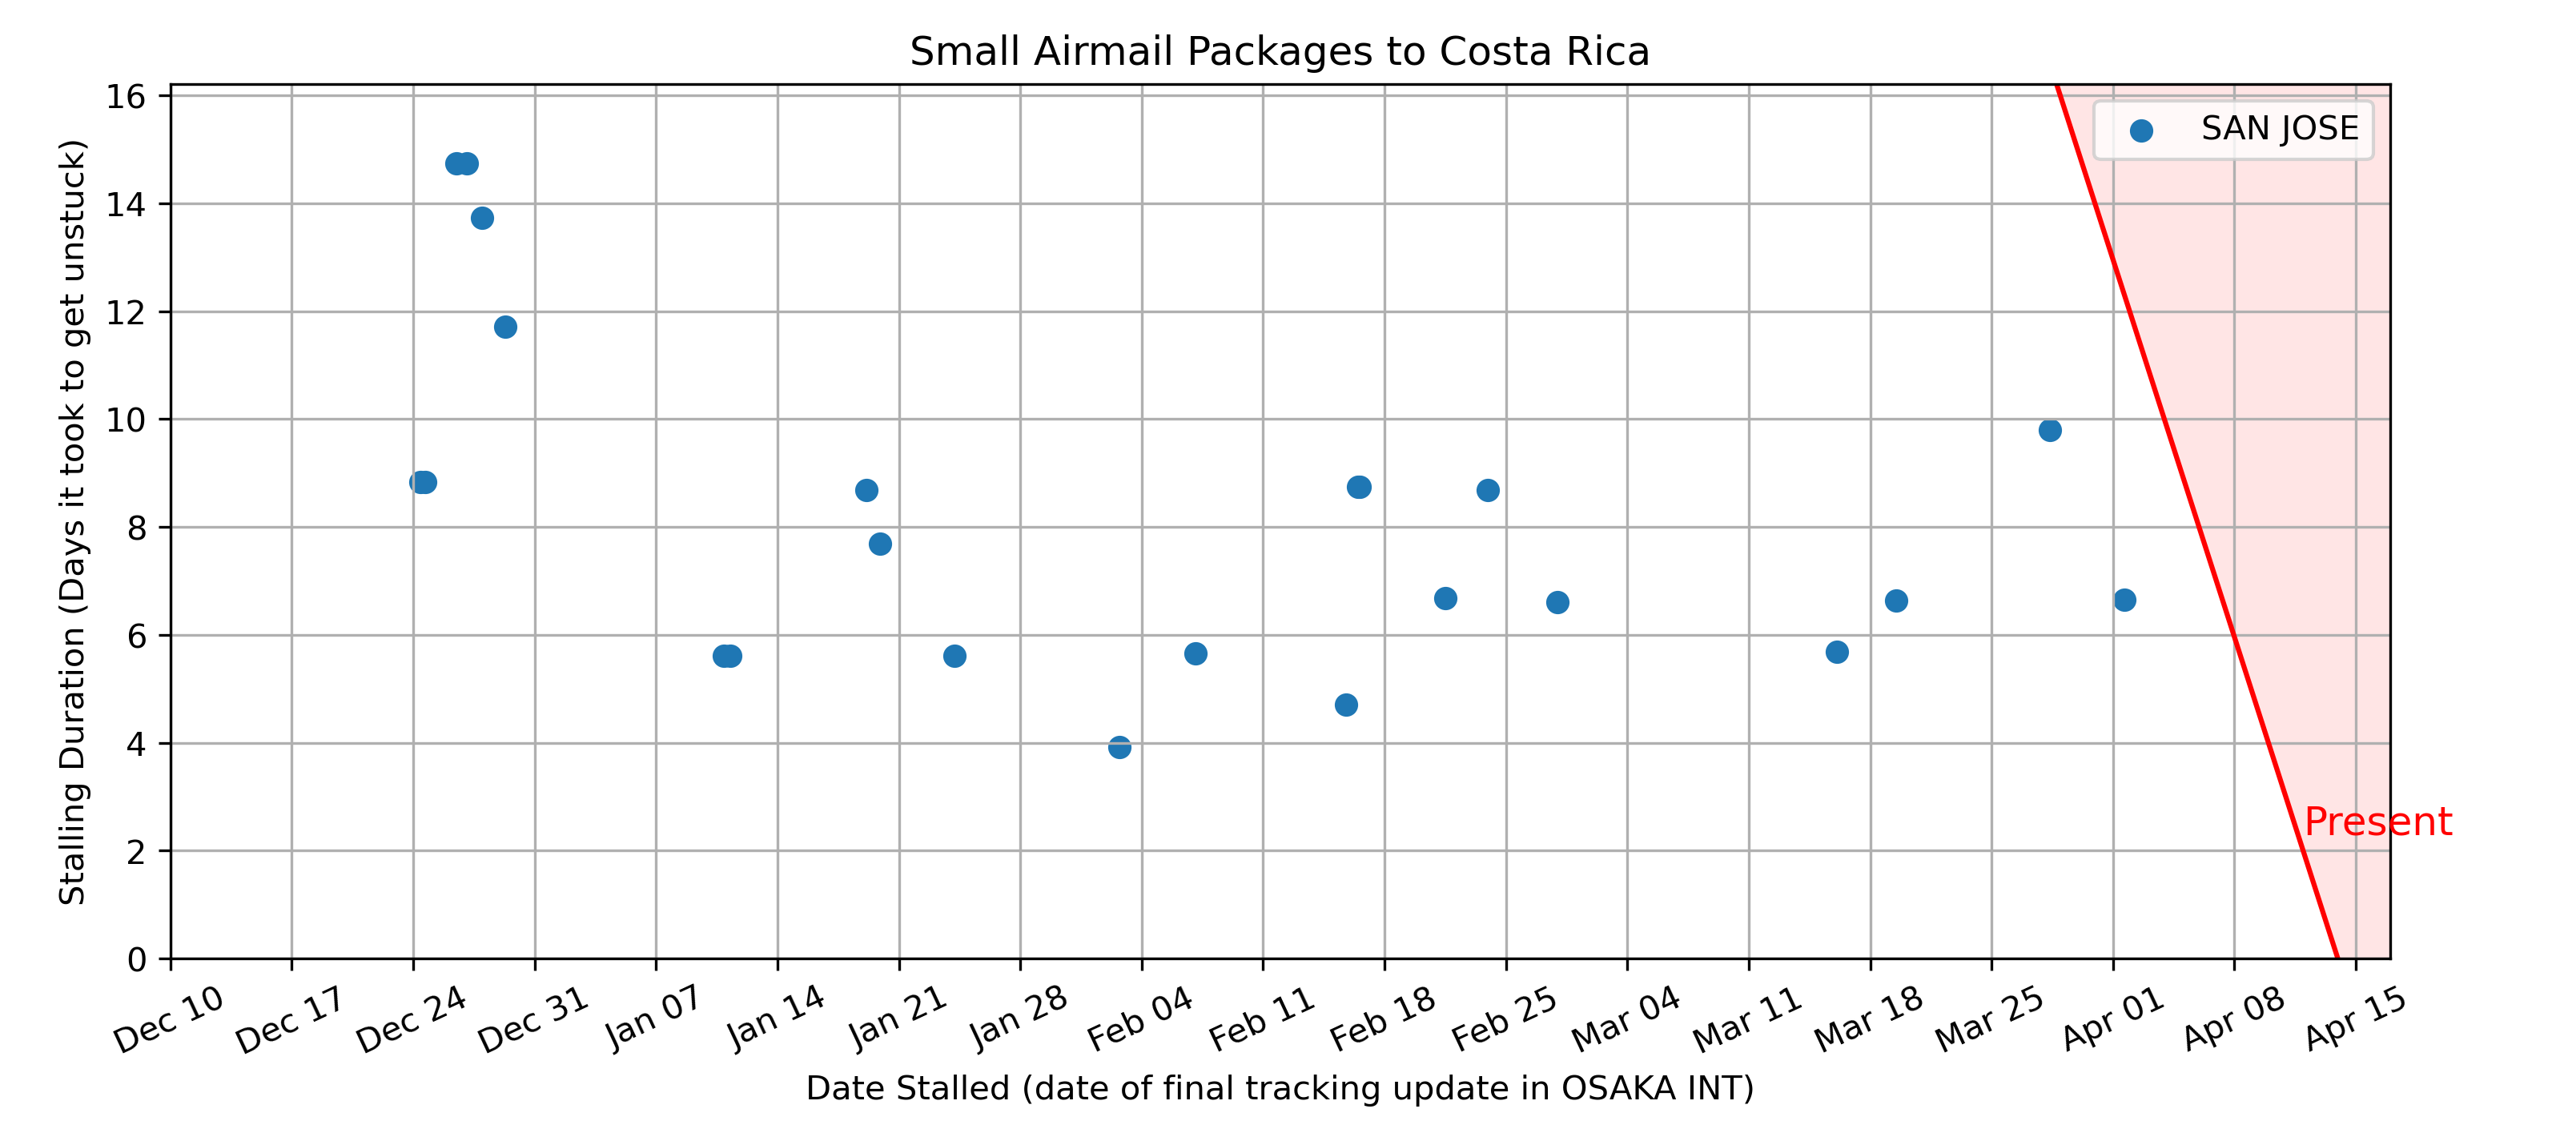 Small Airmail Packages to Costa Rica
SAN JOSE
Stalling Duration (Days it took to get unstuck)
16
14
12
10
8
6
4
2
0
Present
Dec 10 Dec 17 Dec 24 Dec 31 Jan 07 Jan 14 Jan 21 Jan 28 Feb 04 Feb 11 Feb 18 Feb 25 Mar 04 Mar 11 Mar 18 Mar 25 Apr 01 Apr 08 Apr 15
Date Stalled (date of final tracking update in OSAKA INT)